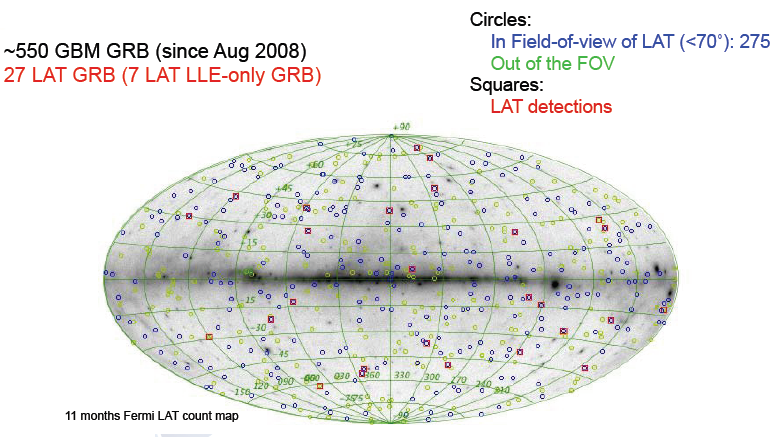 ~550 GBM GRB (since Aug 2008)
27 LAT GRB (7 LAT LLE-only GRB)
Circles:
In Field-of-view of LAT (<70°): 275
Out of the FOV
Squares:
LAT detections
+90
+75
+60
+45
+30
+15
-15
-30
-45
150 120 090 060 030 360 330 300 270 240 210
-75
-90
11 months Fermi LAT count map